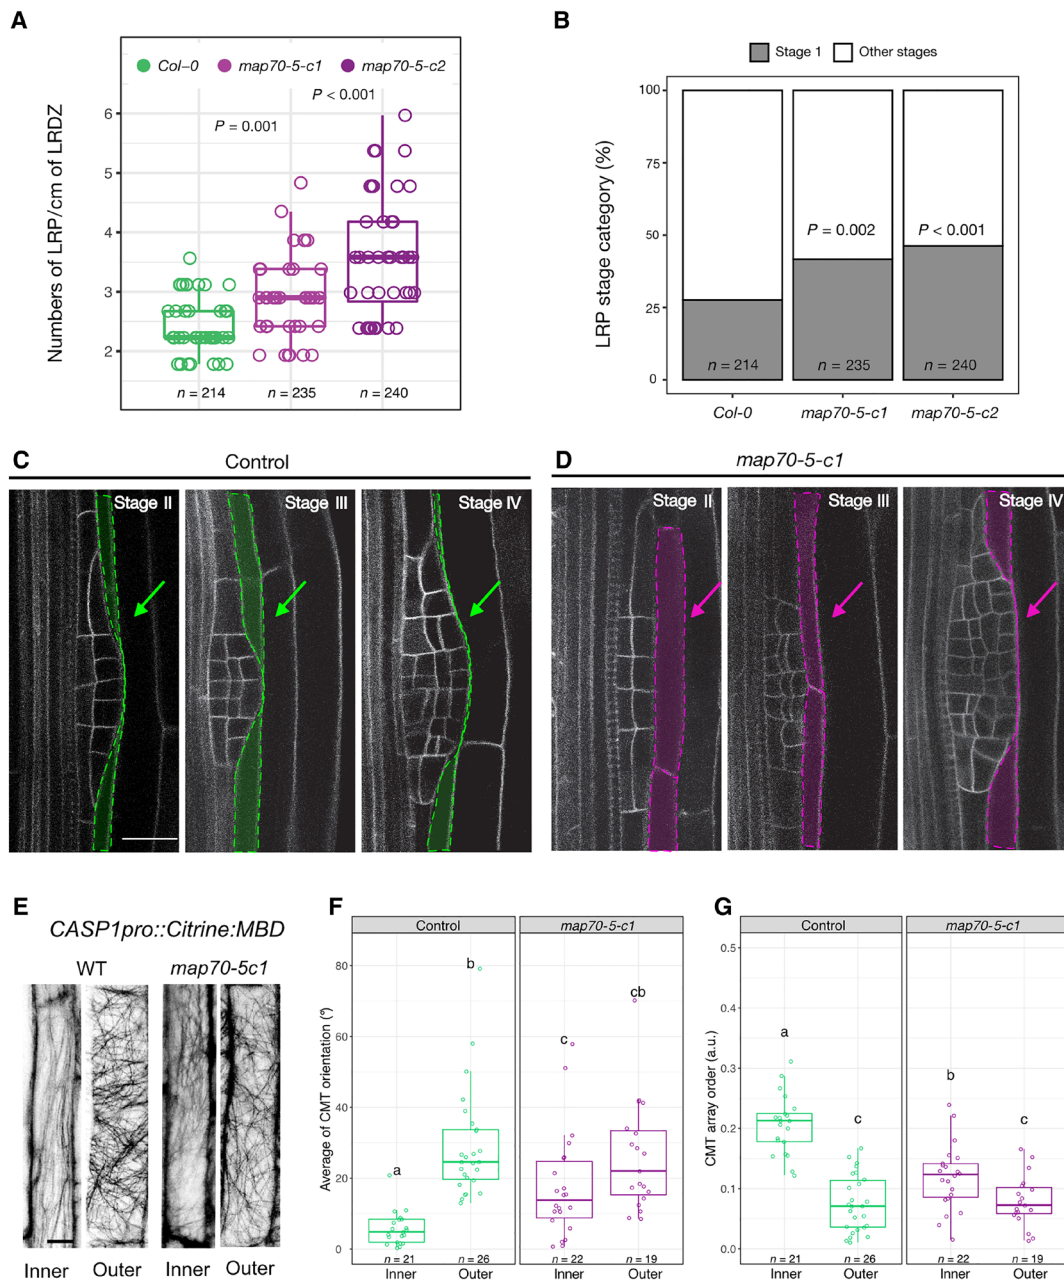 A
Col–0 map70-5-c1 map70-5-c2
P < 0.001
P = 0.001
Numbers of LRP/cm of LRDZ
6
5
4
3
2
n = 214 n = 235 n = 240
B
Stage 1 Other stages
LRP stage category (%)
100
75
50
25
0
P = 0.002 P < 0.001
n = 214 n = 235 n = 240
Col-0 map70-5-c1 map70-5-c2
C
Control
Stage II Stage III Stage IV
D
map70-5-c1
Stage II Stage III Stage IV
E
CASP1pro::Citrine:MBD
WT map70-5c1
Inner Outer Inner Outer
F
Control map70-5-c1
Average of CMT orientation (°)
80
60
40
20
0
a b c cb
n = 21 n = 26 n = 22 n = 19
Inner Outer Inner Outer
G
Control map70-5-c1
CMT array order (a.u.)
0.5
0.4
0.3
0.2
0.1
0.0
a c b c
n = 21 n = 26 n = 22 n = 19
Inner Outer Inner Outer